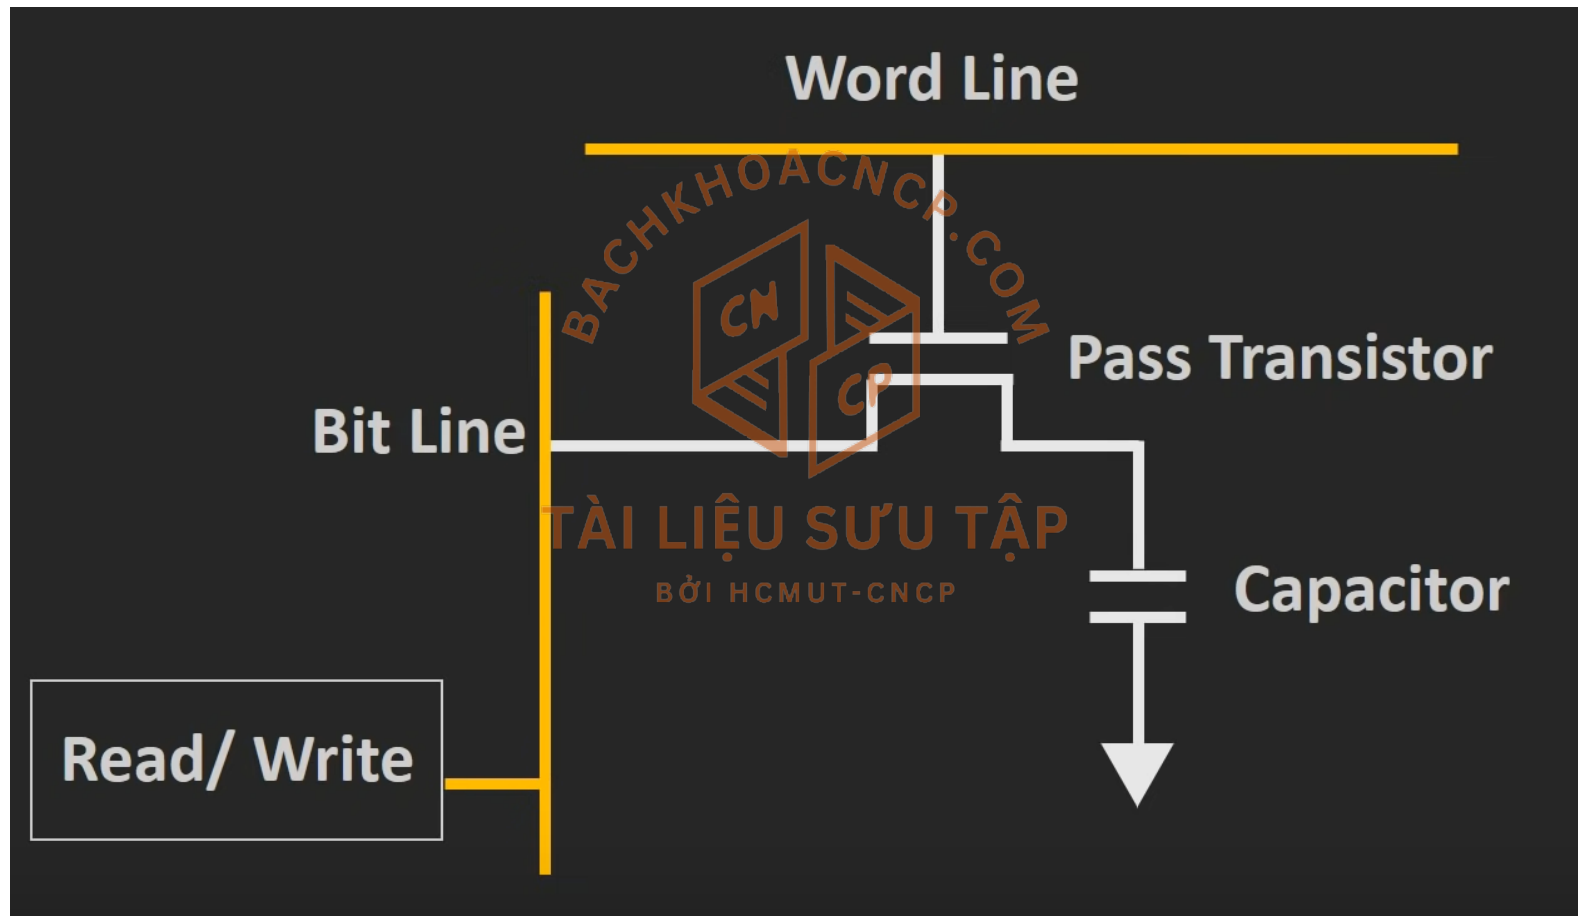 Word Line
BACHKHOACNCP.COM
CN
CP
Pass Transistor
Bit Line
TÀI LIỆU SƯU TẬP
BỞI HCMUT-CNCP
Capacitor
Read/ Write